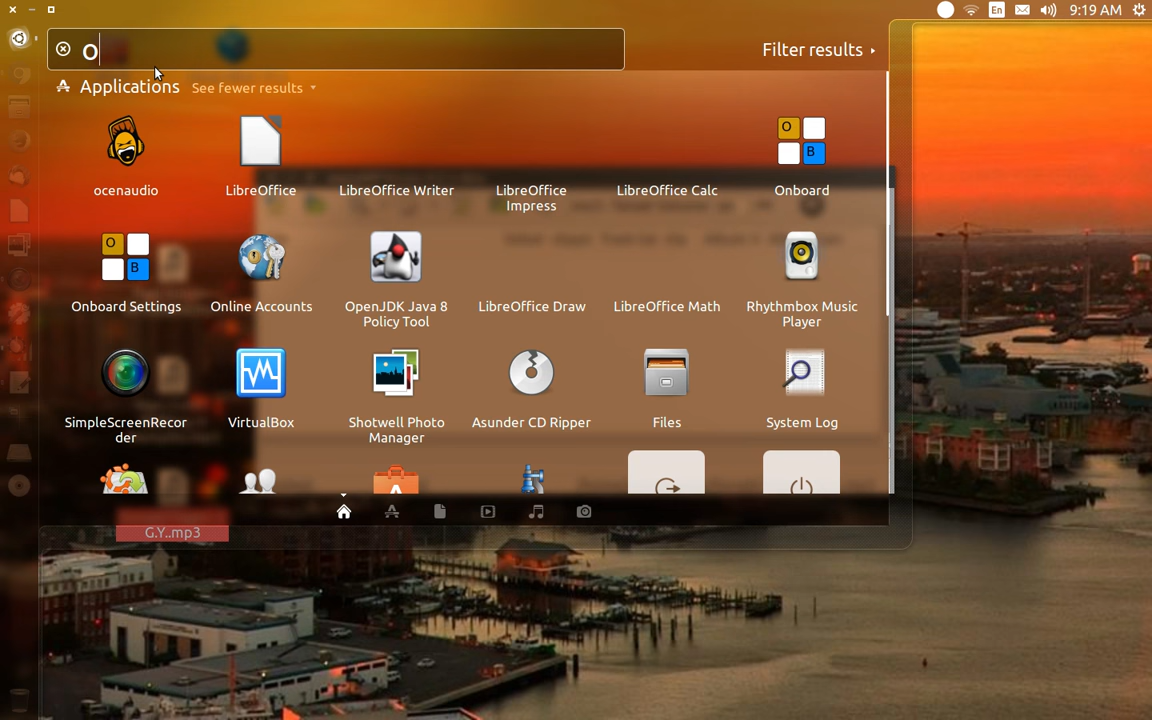 En
9:19 AM
o
Filter results
Applications See fewer results
ocenaudio
LibreOffice
LibreOffice Writer
LibreOffice
Impress
LibreOffice Calc
Onboard
O
B
Onboard Settings
O
B
Online Accounts
OpenJDK Java 8
Policy Tool
LibreOffice Draw
LibreOffice Math
Rhythmbox Music
Player
SimpleScreenRecor
der
VirtualBox
Shotwell Photo
Manager
Asunder CD Ripper
Files
System Log
G.Y..mp3